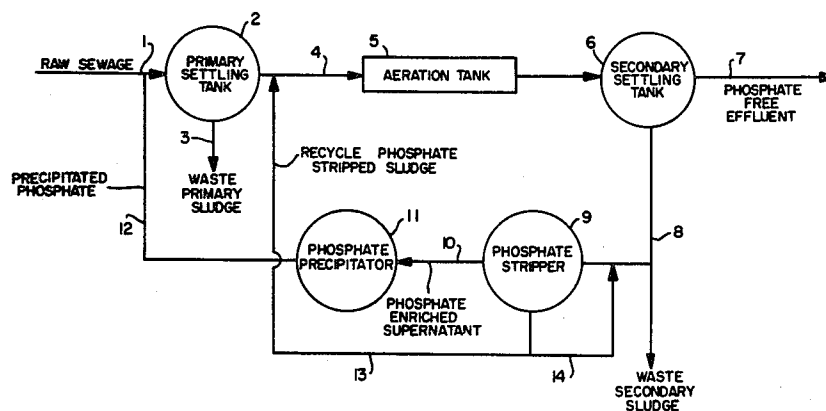 1
2
RAW SEWAGE
PRIMARY
SETTLING
TANK
3
WASTE
PRIMARY
SLUDGE
4
5
AERATION TANK
6
SECONDARY
SETTLING
TANK
7
PHOSPHATE
FREE
EFFLUENT
RECYCLE PHOSPHATE
STRIPPED SLUDGE
PRECIPITATED
PHOSPHATE
12
11
PHOSPHATE
PRECIPITATOR
10
PHOSPHATE
ENRICHED
SUPERNATANT
9
PHOSPHATE
STRIPPER
8
13
14
WASTE
SECONDARY
SLUDGE